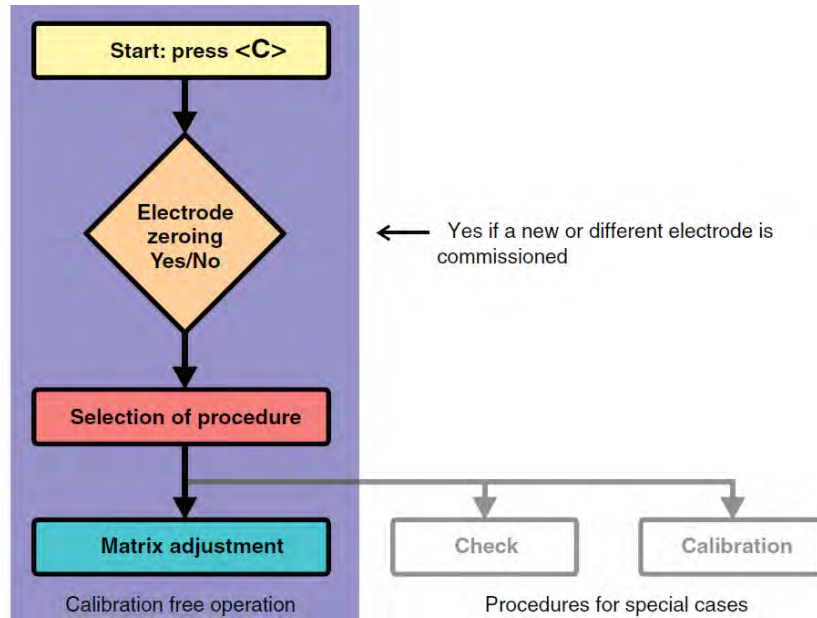 Start: press <C>
Electrode
zeroing
Yes/No
Yes if a new or different electrode is
commissioned
Selection of procedure
Matrix adjustment
Check
Calibration
Calibration free operation
Procedures for special cases